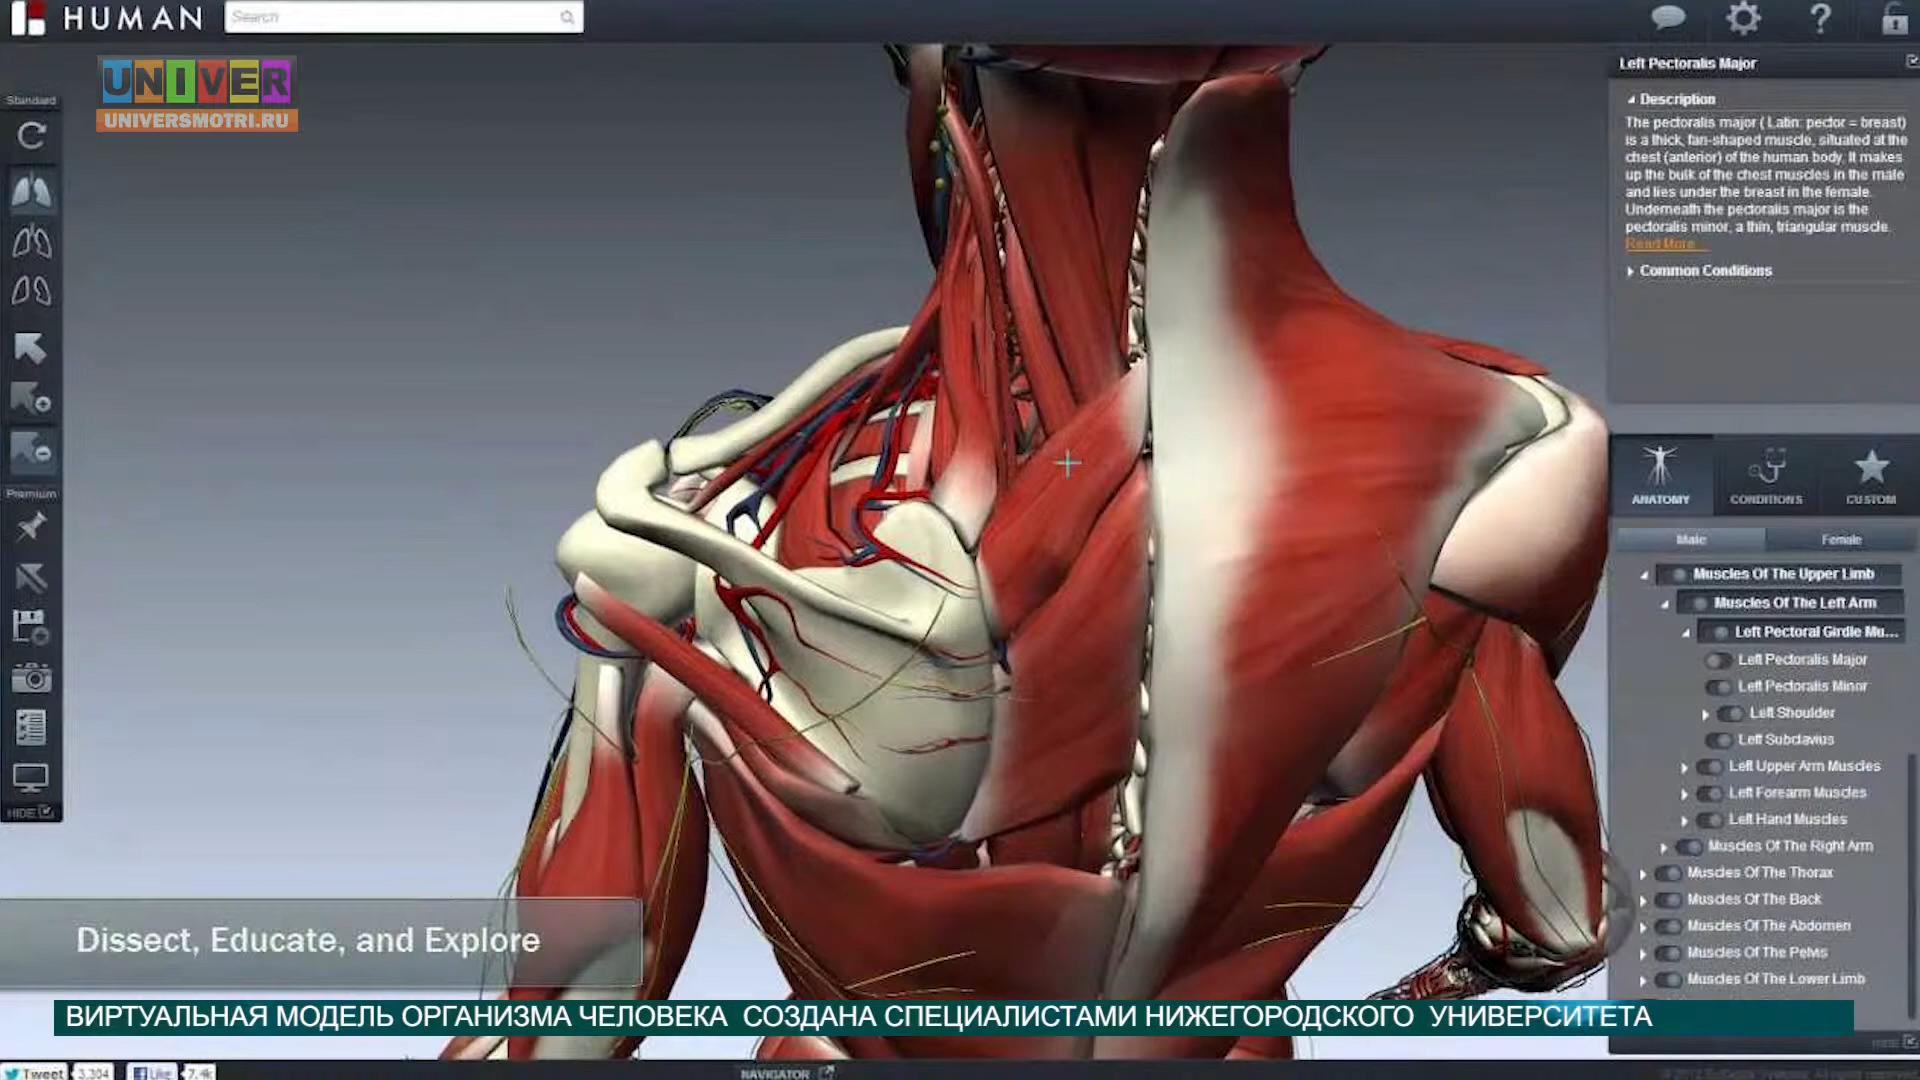 HUMAN
Search
UNIVER
UNIVERSMOTRI.RU
Standard
Premium
HIDE
Left Pectoralis Major
Description
The pectoralis major ( Latin: pector = breast)
is a thick, fan-shaped muscle, situated at the
chest (anterior) of the human body. It makes
up the bulk of the chest muscles in the male
and lies under the breast in the female.
Underneath the pectoralis major is the
pectoralis minor, a thin, triangular muscle.
Read More...
Common Conditions
ANATOMY
CONDITIONS
CUSTOM
Male
Female
Muscles Of The Upper Limb
Muscles Of The Left Arm
Left Pectoral Girdle Mu...
Left Pectoralis Major
Left Pectoralis Minor
Left Shoulder
Left Subclavius
Left Upper Arm Muscles
Left Forearm Muscles
Left Hand Muscles
Muscles Of The Right Arm
Muscles Of The Thorax
Muscles Of The Back
Muscles Of The Abdomen
Muscles Of The Pelvis
Muscles Of The Lower Limb
HIDE
Dissect, Educate, and Explore
ВИРТУАЛЬНАЯ МОДЕЛЬ ОРГАНИЗМА ЧЕЛОВЕКА СОЗДАНА СПЕЦИАЛИСТАМИ НИЖЕГОРОДСКОГО УНИВЕРСИТЕТА
Tweet 3,304 Like 7.4k
NAVIGATOR